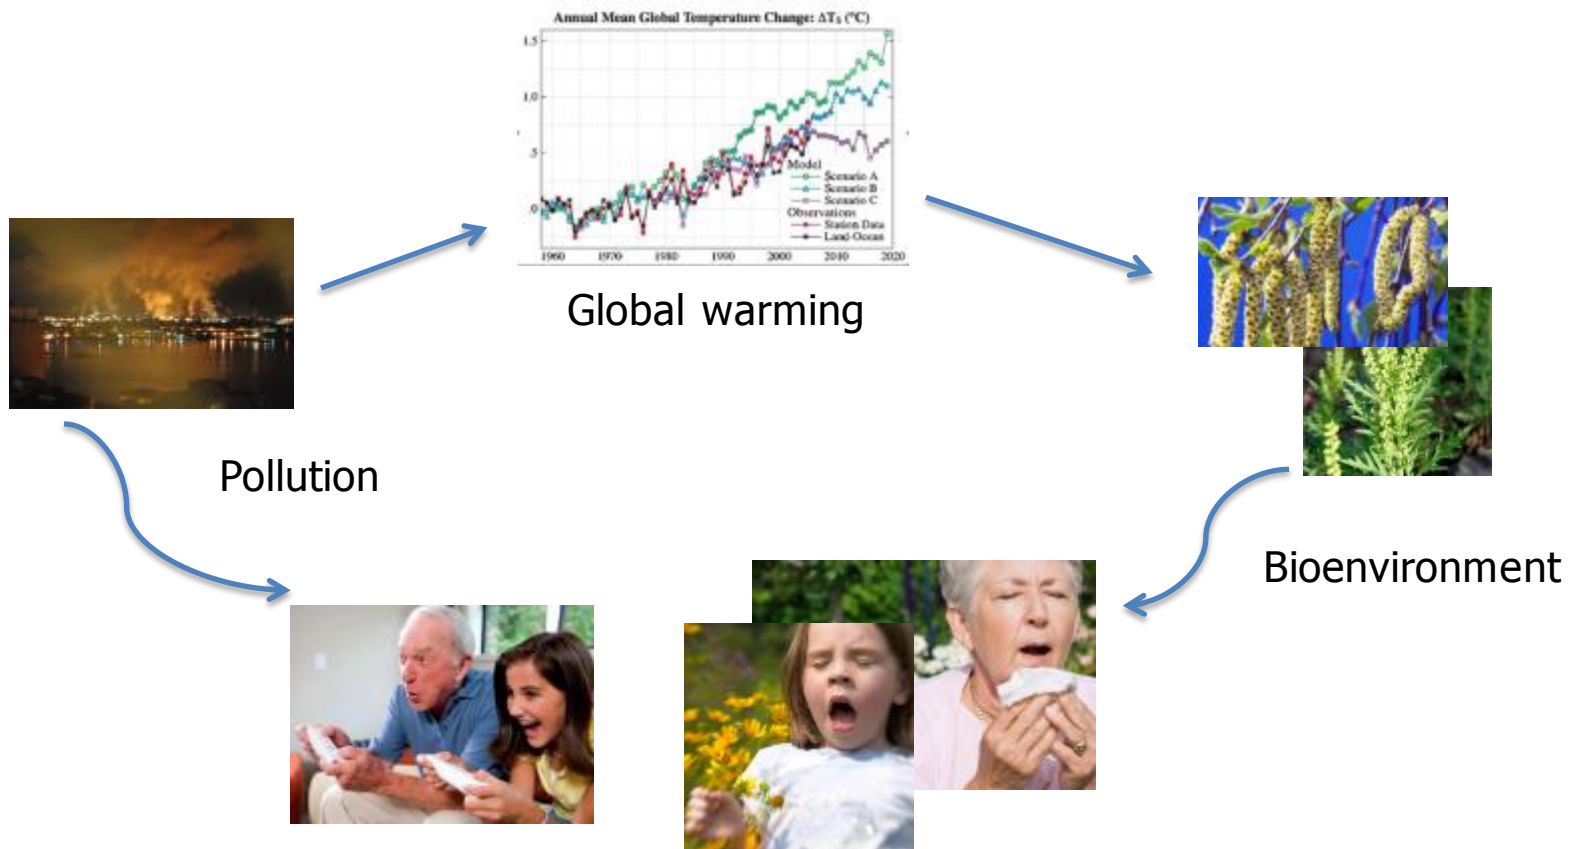 Annual Mean Global Temperature Change: ΔTₛ (°C)
1.5
1.0
.5
.0
Model
Scenario A
Scenario B
Scenario C
Observations
Station Data
Land-Ocean
1960 1970 1980 1990 2000 2010 2020
Global warming
Pollution
Bioenvironment